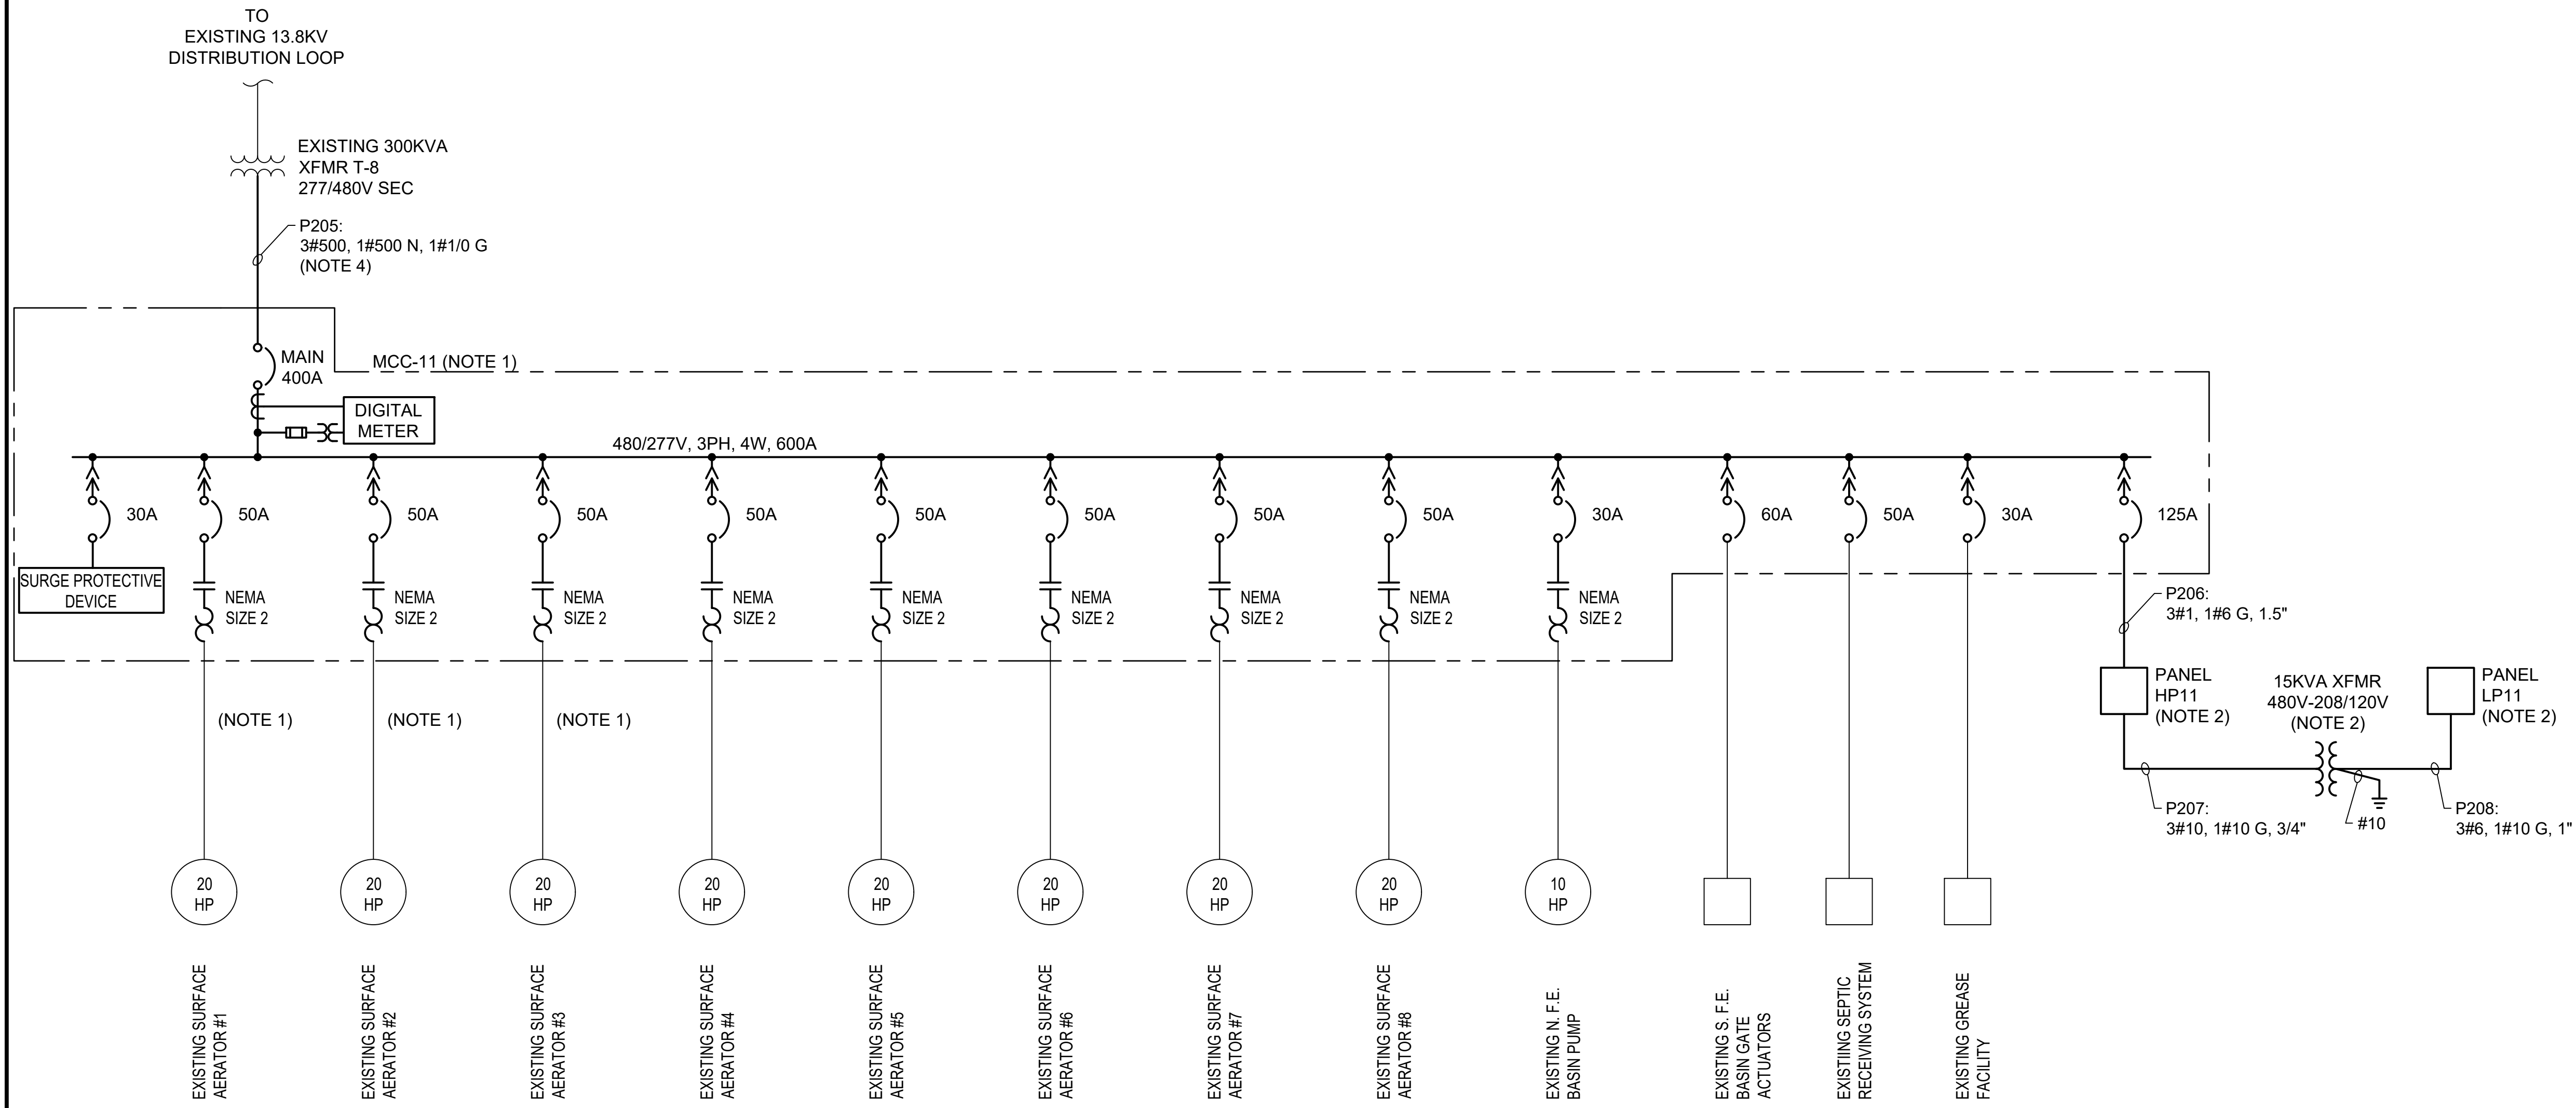 TO
EXISTING 13.8KV
DISTRIBUTION LOOP
EXISTING 300KVA
XFMR T-8
277/480V SEC
P205:
3#500, 1#500 N, 1#1/0 G
(NOTE 4)
MAIN
400A
MCC-11 (NOTE 1)
DIGITAL
METER
480/277V, 3PH, 4W, 600A
30A
50A
50A
50A
50A
50A
50A
50A
50A
30A
60A
50A
30A
125A
SURGE PROTECTIVE
DEVICE
NEMA
SIZE 2
NEMA
SIZE 2
NEMA
SIZE 2
NEMA
SIZE 2
NEMA
SIZE 2
NEMA
SIZE 2
NEMA
SIZE 2
NEMA
SIZE 2
NEMA
SIZE 2
P206:
3#1, 1#6 G, 1.5"
PANEL
HP11
(NOTE 2)
15KVA XFMR
480V-208/120V
(NOTE 2)
PANEL
LP11
(NOTE 2)
(NOTE 1)
(NOTE 1)
(NOTE 1)
P207:
3#10, 1#10 G, 3/4"
#10
P208:
3#6, 1#10 G, 1"
20
HP
20
HP
20
HP
20
HP
20
HP
20
HP
20
HP
20
HP
10
HP
EXISTING SURFACE
AERATOR #1
EXISTING SURFACE
AERATOR #2
EXISTING SURFACE
AERATOR #3
EXISTING SURFACE
AERATOR #4
EXISTING SURFACE
AERATOR #5
EXISTING SURFACE
AERATOR #6
EXISTING SURFACE
AERATOR #7
EXISTING SURFACE
AERATOR #8
EXISTING N. F.E.
BASIN PUMP
EXISTING S. F.E.
BASIN GATE
ACTUATORS
EXISTIING SEPTIC
RECEIVING SYSTEM
EXISTING GREASE
FACILITY